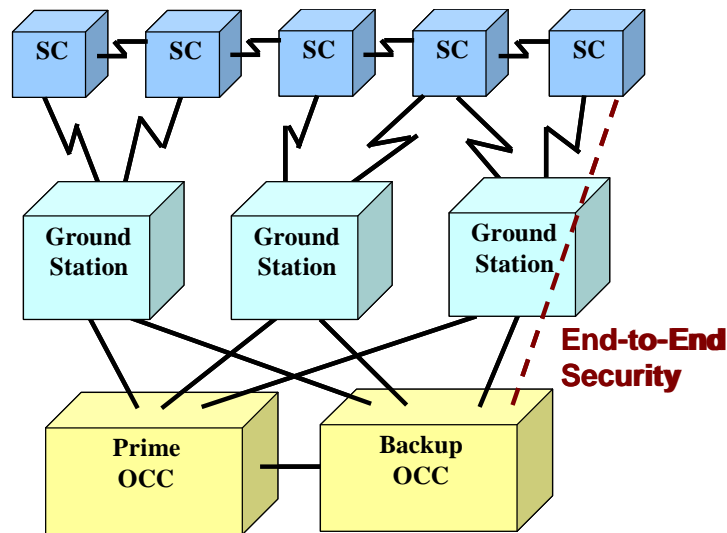 SC
SC
SC
SC
SC
Ground
Station
Ground
Station
Ground
Station
End-to-End
Security
Prime
OCC
Backup
OCC